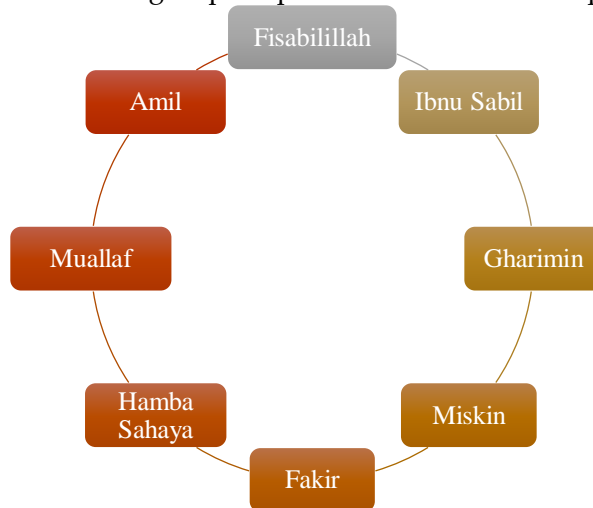 Fisabilillah
Ibnu Sabil
Gharimin
Miskin
Fakir
Hamba
Sahaya
Muallaf
Amil